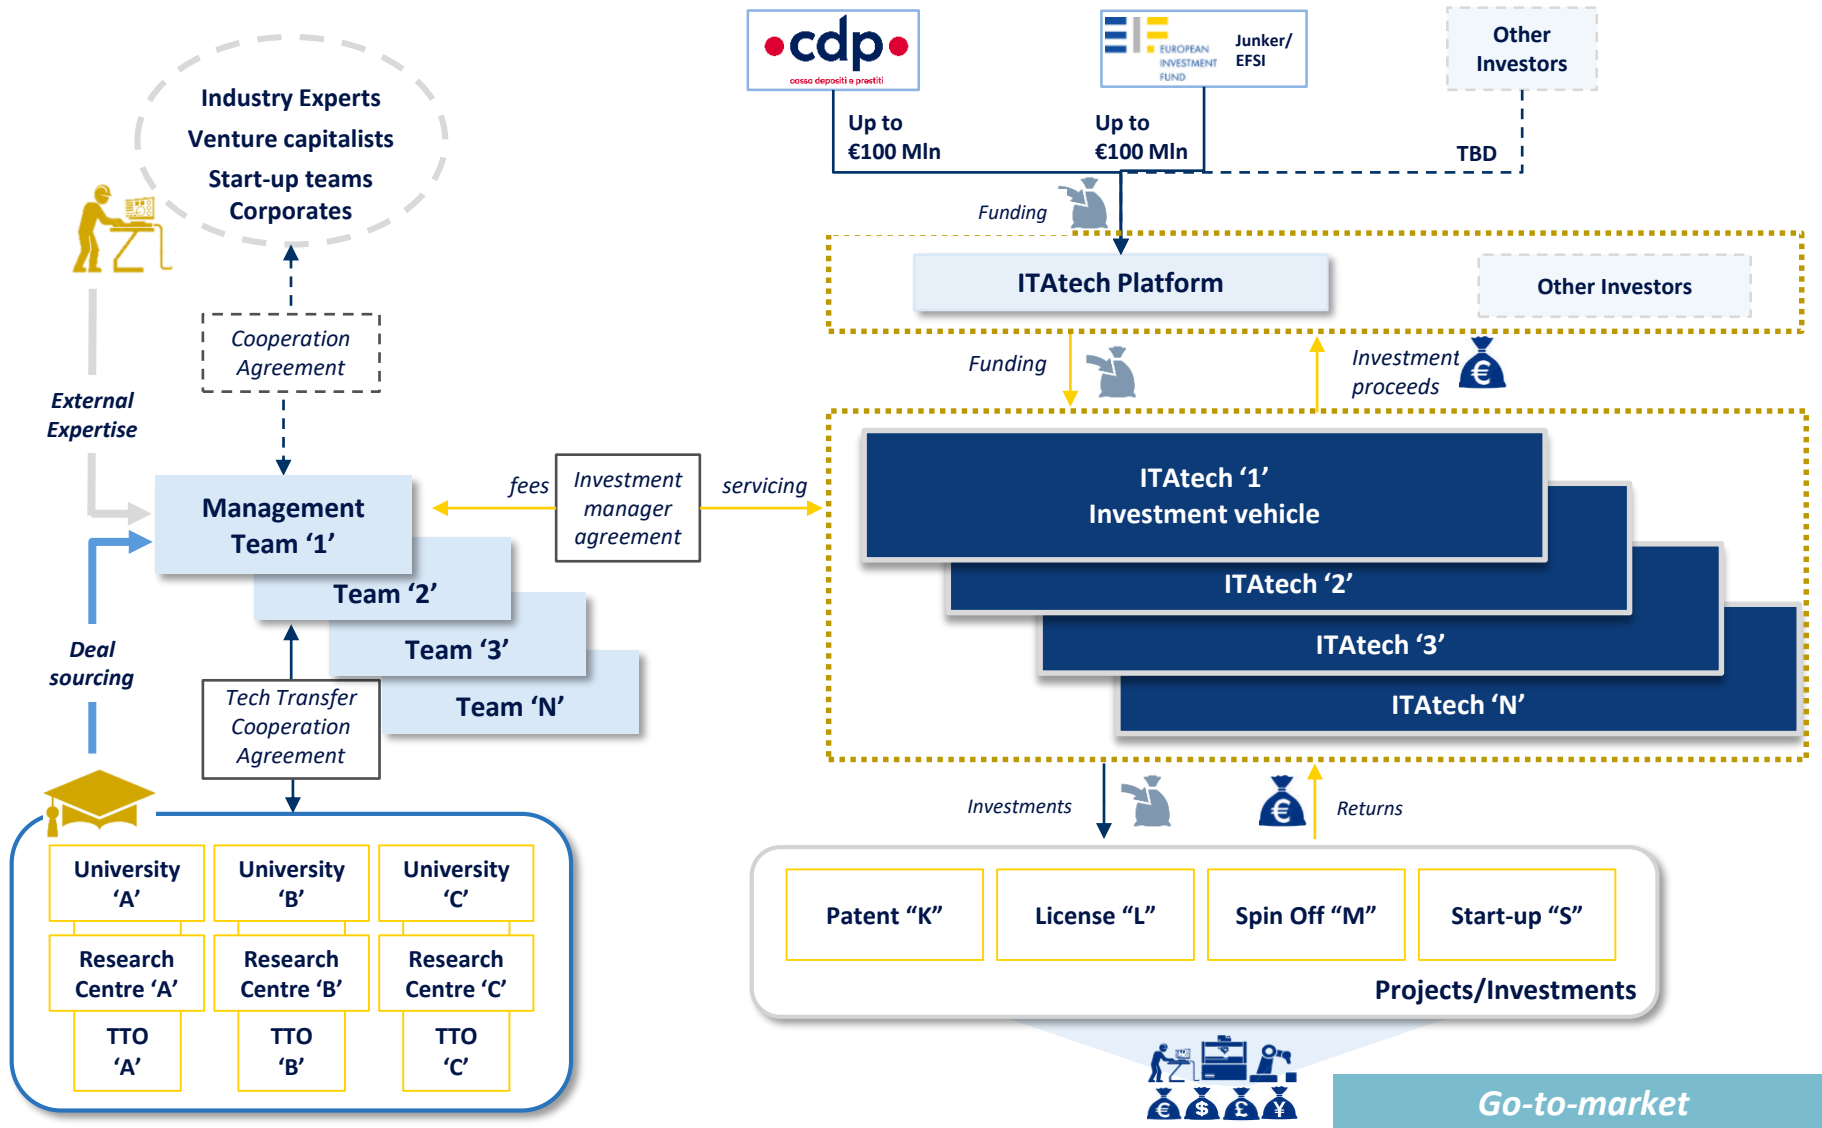 cdp
cassa depositi e prestiti
EIF
EUROPEAN
INVESTMENT
FUND
Junker/
EFSI
Other
Investors
Up to
€100 Mln
Up to
€100 Mln
TBD
Funding
ITAtech Platform
Other Investors
Funding
Investment
proceeds
€
Industry Experts
Venture capitalists
Start-up teams
Corporates
Cooperation
Agreement
External
Expertise
Management
Team ‘1’
Team ‘2’
Team ‘3’
Team ‘N’
fees
Investment
manager
agreement
servicing
ITAtech ‘1’
Investment vehicle
ITAtech ‘2’
ITAtech ‘3’
ITAtech ‘N’
Deal
sourcing
Tech Transfer
Cooperation
Agreement
Investments
€
Returns
University
‘A’
University
‘B’
University
‘C’
Research
Centre ‘A’
Research
Centre ‘B’
Research
Centre ‘C’
TTO
‘A’
TTO
‘B’
TTO
‘C’
Patent “K”
License “L”
Spin Off “M”
Start-up “S”
Projects/Investments
€ $ £ ¥
Go-to-market